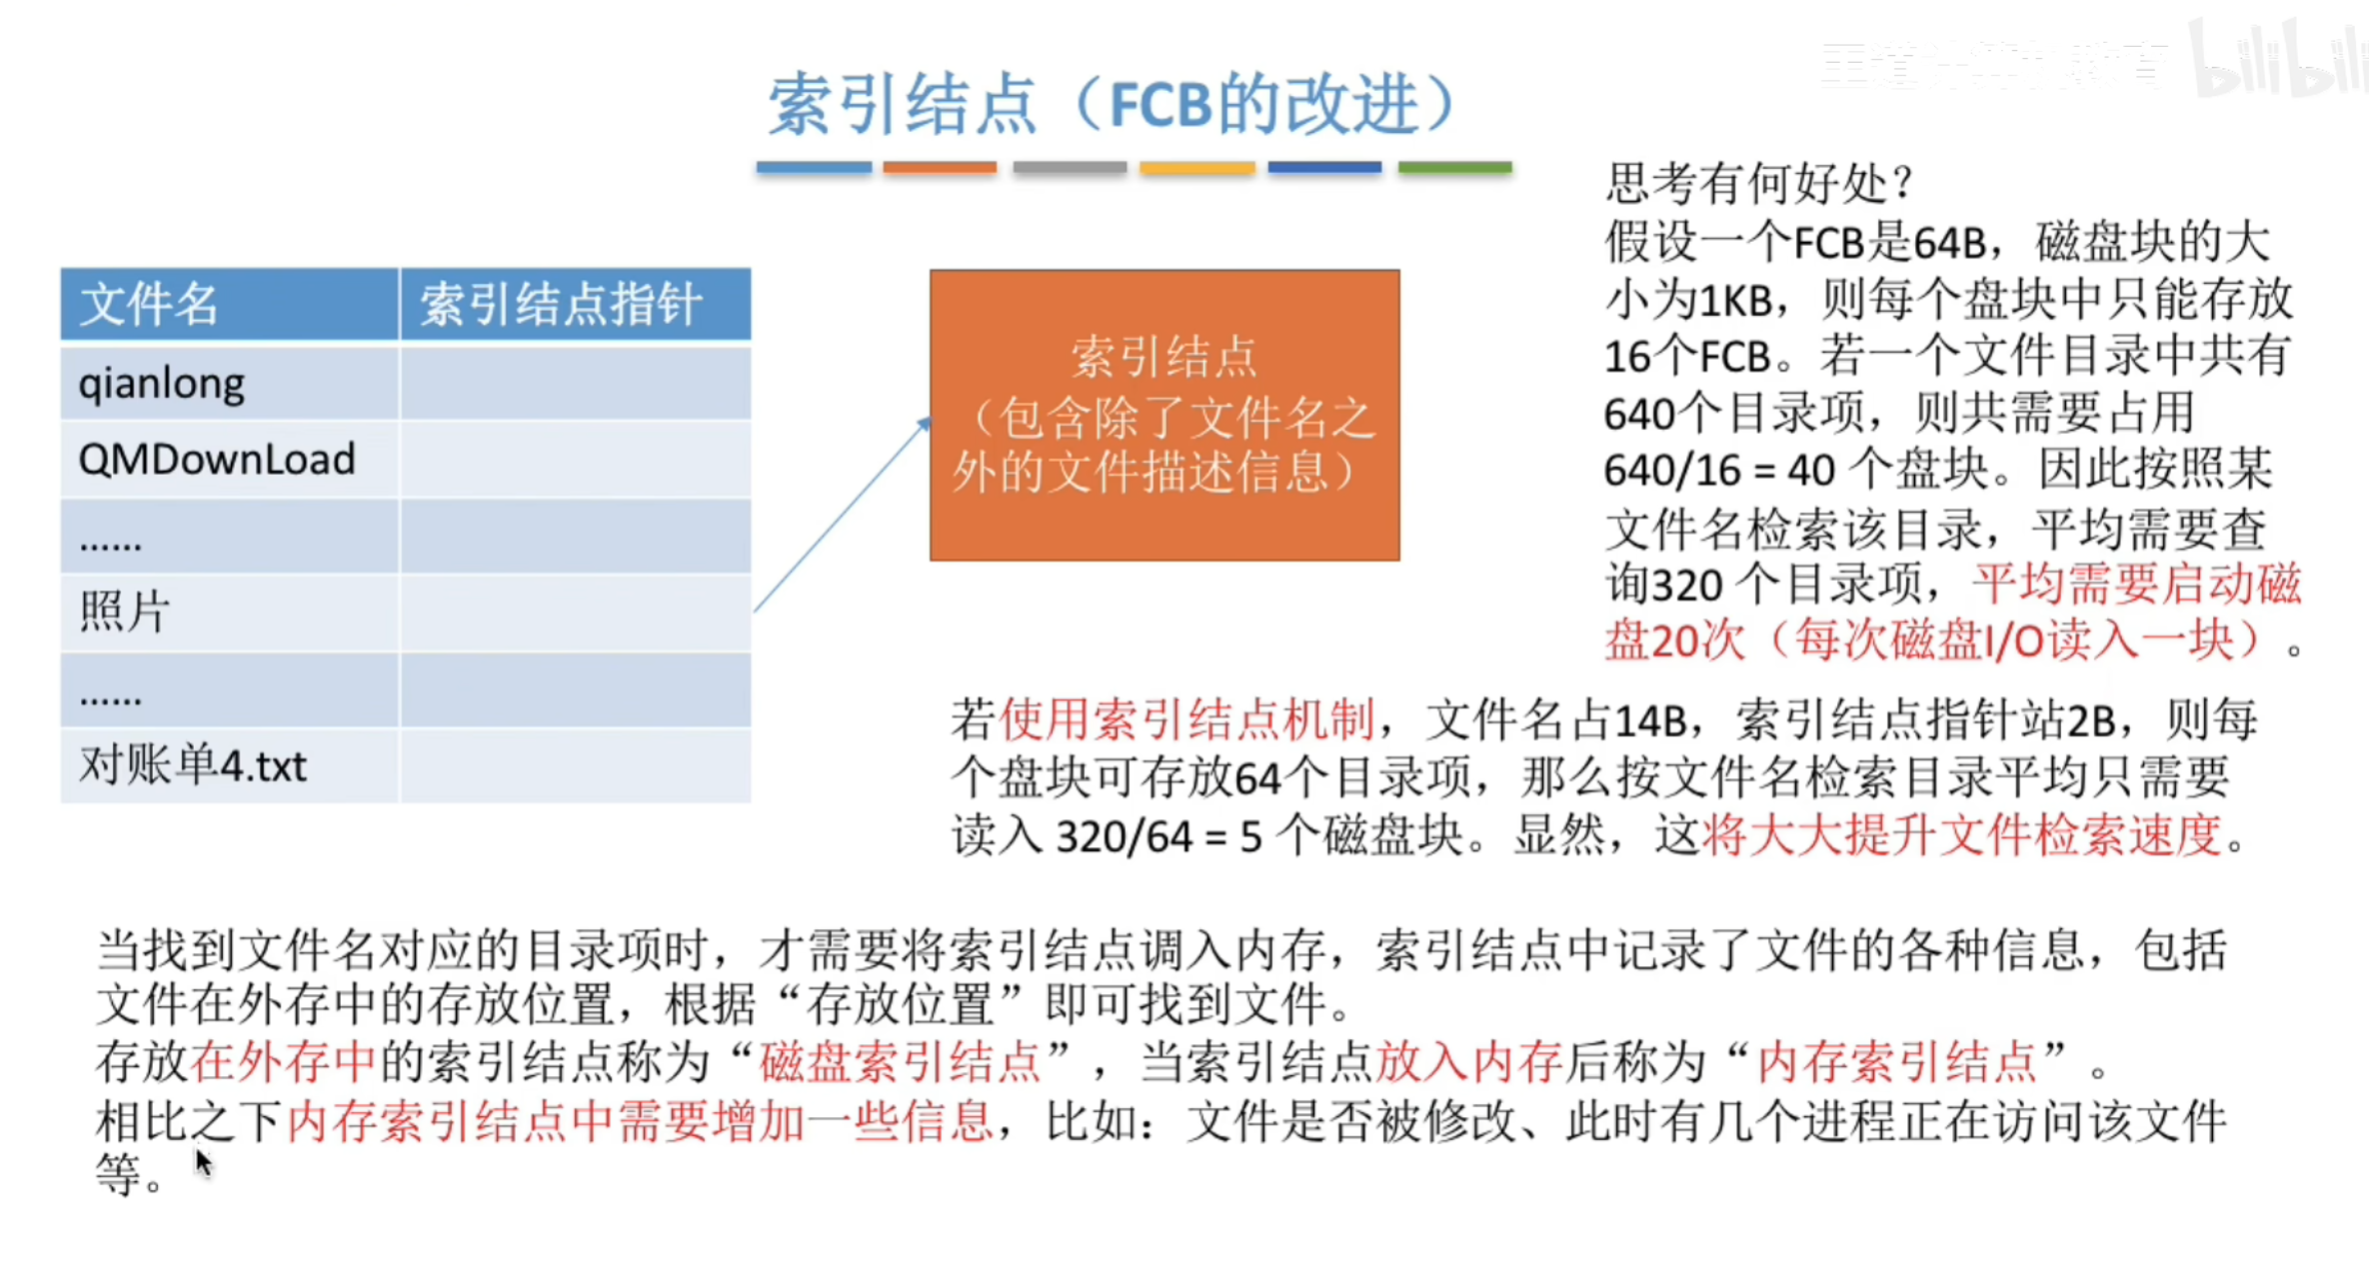 王道计算机教育 bilibili
索引结点（FCB的改进）
文件名 索引结点指针
qianlong
QMDownLoad
......
照片
......
对账单4.txt
索引结点
（包含除了文件名之
外的文件描述信息）
思考有何好处？
假设一个FCB是64B，磁盘块的大
小为1KB，则每个盘块中只能存放
16个FCB。若一个文件目录中共有
640个目录项，则共需要占用
640/16 = 40 个盘块。因此按照某
文件名检索该目录，平均需要查
询320 个目录项，平均需要启动磁
盘20次（每次磁盘I/O读入一块）。
若使用索引结点机制，文件名占14B，索引结点指针站2B，则每
个盘块可存放64个目录项，那么按文件名检索目录平均只需要
读入 320/64 = 5 个磁盘块。显然，这将大大提升文件检索速度。
当找到文件名对应的目录项时，才需要将索引结点调入内存，索引结点中记录了文件的各种信息，包括
文件在外存中的存放位置，根据“存放位置”即可找到文件。
存放在外存中的索引结点称为“磁盘索引结点”，当索引结点放入内存后称为“内存索引结点”。
相比之下内存索引结点中需要增加一些信息，比如：文件是否被修改、此时有几个进程正在访问该文件
等。